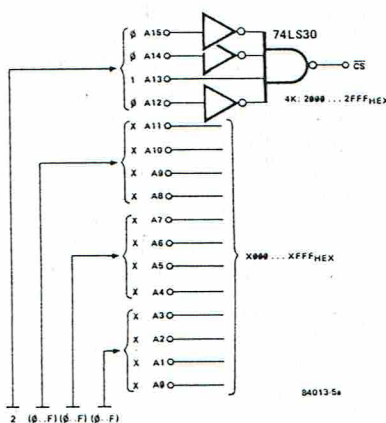 Ø A15
74LS30
Ø A14
CS
1 A13
Ø A12
4K: 2000 ... 2FFFHEX
X A11
X A10
X A9
X A8
X A7
X A6
X000 ... XFFFHEX
X A5
X A4
X A3
X A2
X A1
X A0
84013-5a
2 (Ø..F) (Ø..F) (Ø..F)